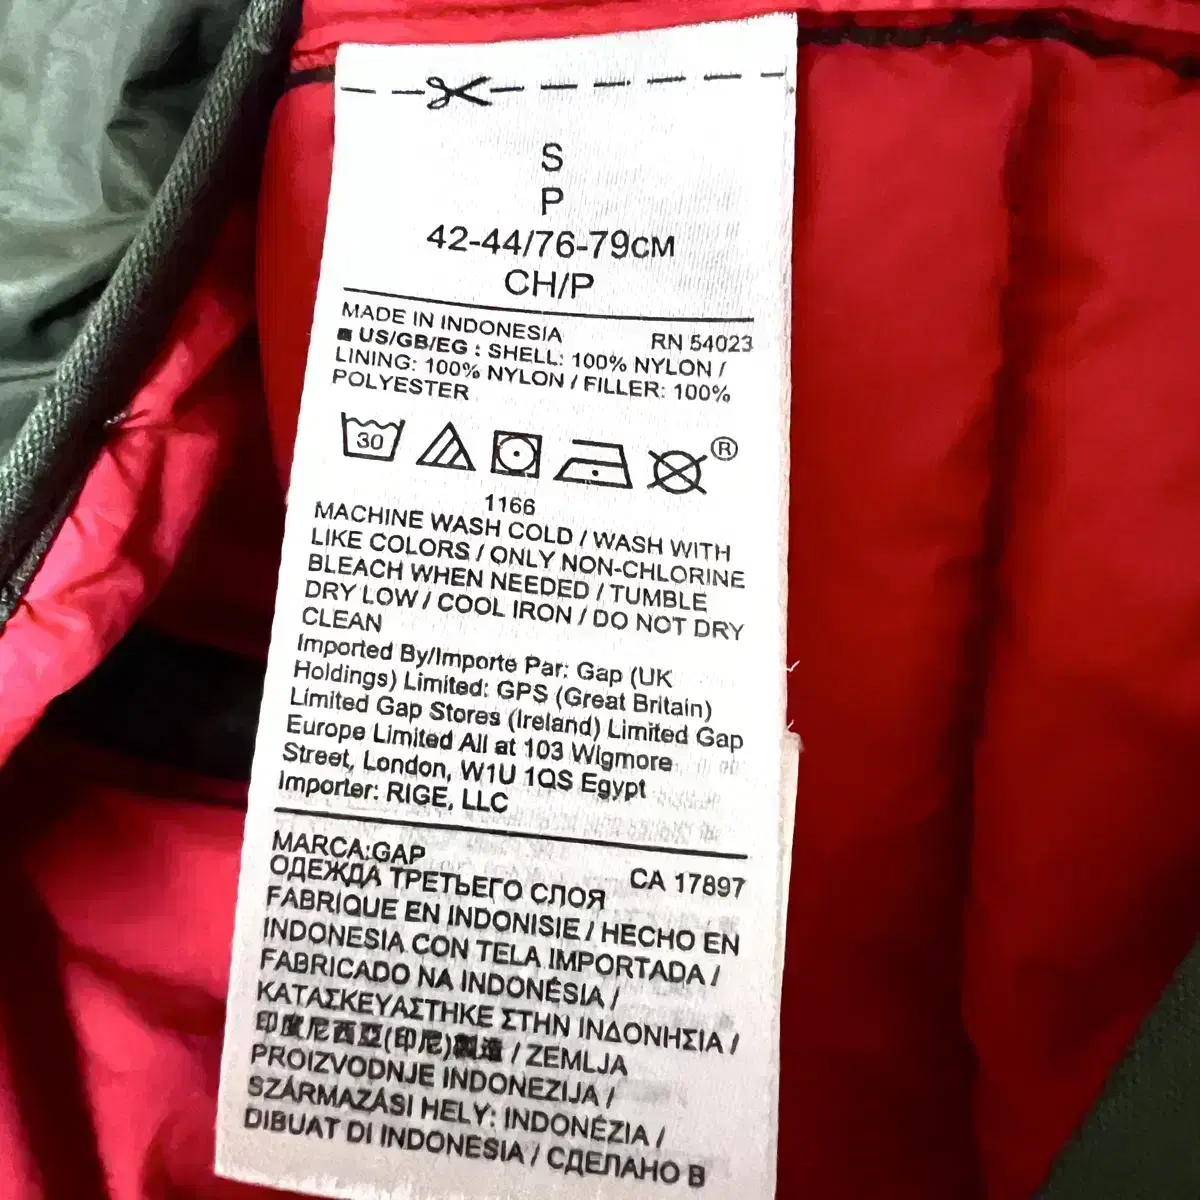 S
P
42-44/76-79CM
CH/P
MADE IN INDONESIA RN 54023
US/GB/EG : SHELL: 100% NYLON /
LINING: 100% NYLON / FILLER: 100%
POLYESTER
30
®
1166
MACHINE WASH COLD / WASH WITH
LIKE COLORS / ONLY NON-CHLORINE
BLEACH WHEN NEEDED / TUMBLE
DRY LOW / COOL IRON / DO NOT DRY
CLEAN
Imported By/Importe Par: Gap (UK
Holdings) Limited: GPS (Great Britain)
Limited Gap Stores (Ireland) Limited Gap
Europe Limited All at 103 Wigmore
Street, London, W1U 1QS Egypt
Importer: RIGE, LLC
MARCA:GAP CA 17897
ОДЕЖДА ТРЕТЬЕГО СЛОЯ
FABRIQUE EN INDONISIE / HECHO EN
INDONESIA CON TELA IMPORTADA /
FABRICADO NA INDONÉSIA /
ΚΑΤΑΣΚΕΥΑΣΤΗΚΕ ΣΤΗΝ ΙΝΔΟΝΗΣΙΑ /
印度尼西亞(印尼)製造 / ZEMLJA
PROIZVODNJE INDONEZIJA /
SZÁRMAZÁSI HELY: INDONÉZIA /
DIBUAT DI INDONESIA / СДЕЛАНО В